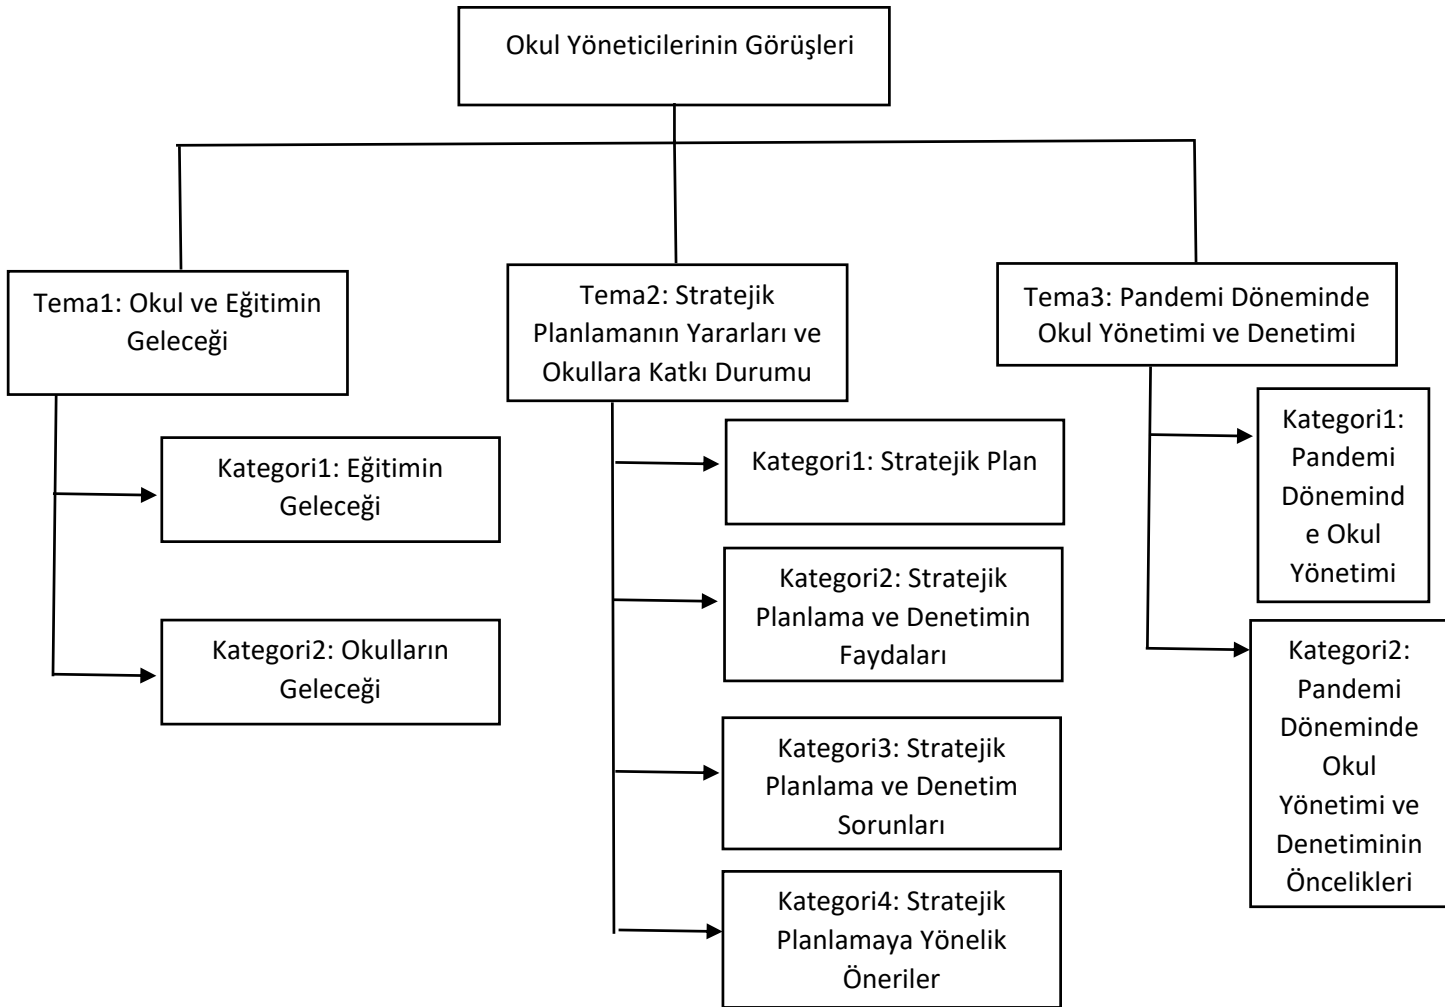 Okul Yöneticilerinin Görüşleri
Tema1: Okul ve Eğitimin
Geleceği
Kategori1: Eğitimin
Geleceği
Kategori2: Okulların
Geleceği
Tema2: Stratejik
Planlamanın Yararları ve
Okullara Katkı Durumu
Kategori1: Stratejik Plan
Kategori2: Stratejik
Planlama ve Denetimin
Faydaları
Kategori3: Stratejik
Planlama ve Denetim
Sorunları
Kategori4: Stratejik
Planlamaya Yönelik
Öneriler
Tema3: Pandemi Döneminde
Okul Yönetimi ve Denetimi
Kategori1:
Pandemi
Dönemind
e Okul
Yönetimi
Kategori2:
Pandemi
Döneminde
Okul
Yönetimi ve
Denetiminin
Öncelikleri